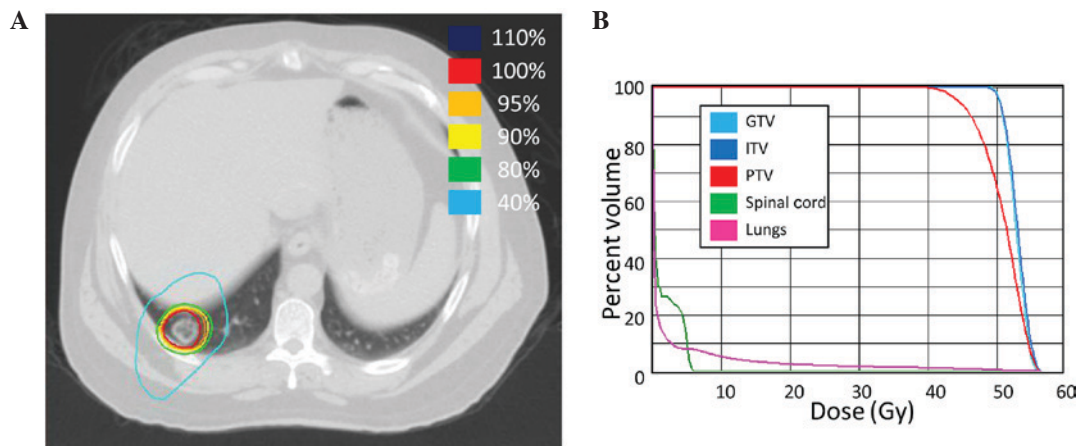 A
110%
100%
95%
90%
80%
40%
B
Percent volume
100
80
60
40
20
0
GTV
ITV
PTV
Spinal cord
Lungs
10 20 30 40 50 60
Dose (Gy)